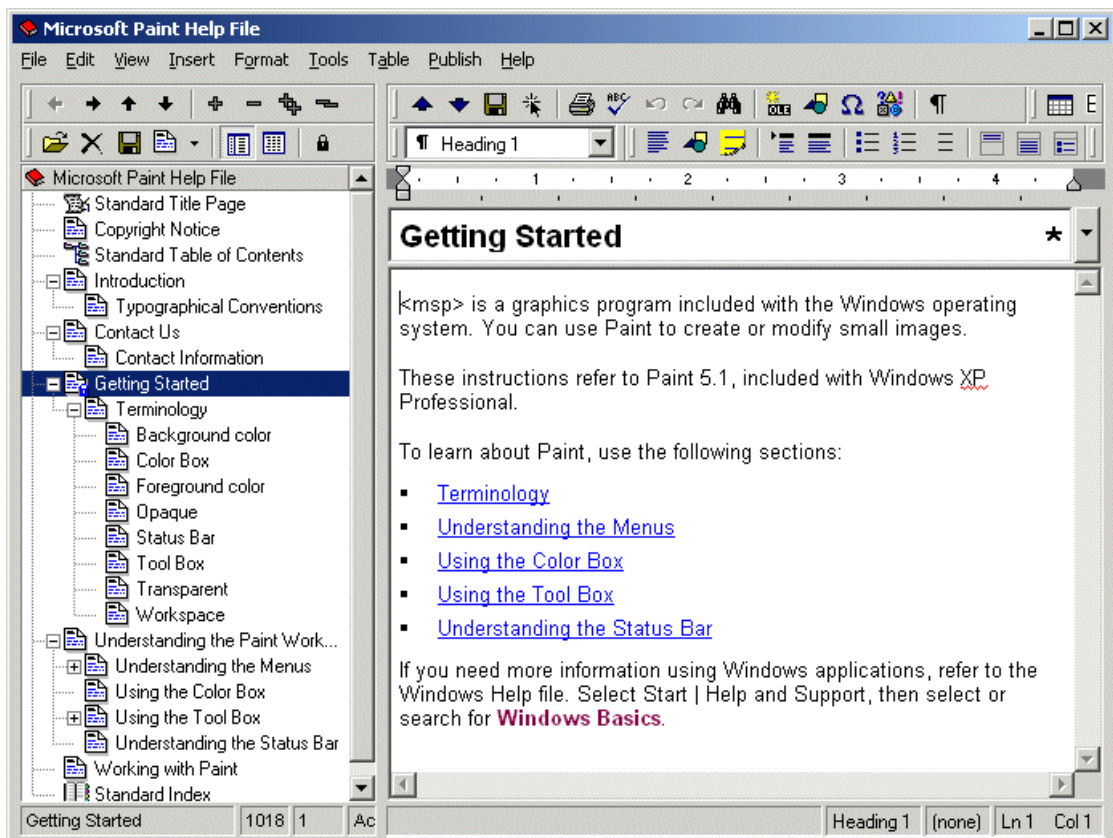 Microsoft Paint Help File
File Edit View Insert Format Tools Table Publish Help
ABC
OLE
Ω ¶ E
¶ Heading 1
Microsoft Paint Help File
Standard Title Page
Copyright Notice
Standard Table of Contents
Introduction
Typographical Conventions
Contact Us
Contact Information
Getting Started
Terminology
Background color
Color Box
Foreground color
Opaque
Status Bar
Tool Box
Transparent
Workspace
Understanding the Paint Work...
Understanding the Menus
Using the Color Box
Using the Tool Box
Understanding the Status Bar
Working with Paint
Standard Index
1 2 3 4
Getting Started *
<msp> is a graphics program included with the Windows operating
system. You can use Paint to create or modify small images.
These instructions refer to Paint 5.1, included with Windows XP
Professional.
To learn about Paint, use the following sections:
▪ Terminology
▪ Understanding the Menus
▪ Using the Color Box
▪ Using the Tool Box
▪ Understanding the Status Bar
If you need more information using Windows applications, refer to the
Windows Help file. Select Start | Help and Support, then select or
search for Windows Basics.
Getting Started 1018 1 Ac Heading 1 (none) Ln 1 Col 1